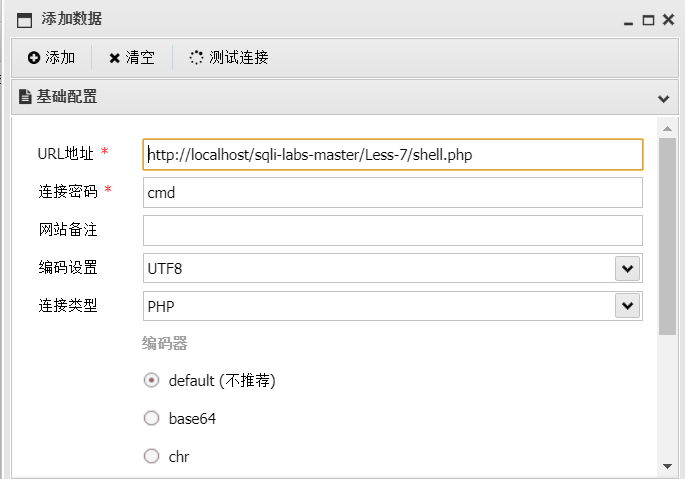 添加数据
添加 清空 测试连接
基础配置
URL地址 * http://localhost/sqli-labs-master/Less-7/shell.php
连接密码 * cmd
网站备注
编码设置 UTF8
连接类型 PHP
编码器
default (不推荐)
base64
chr